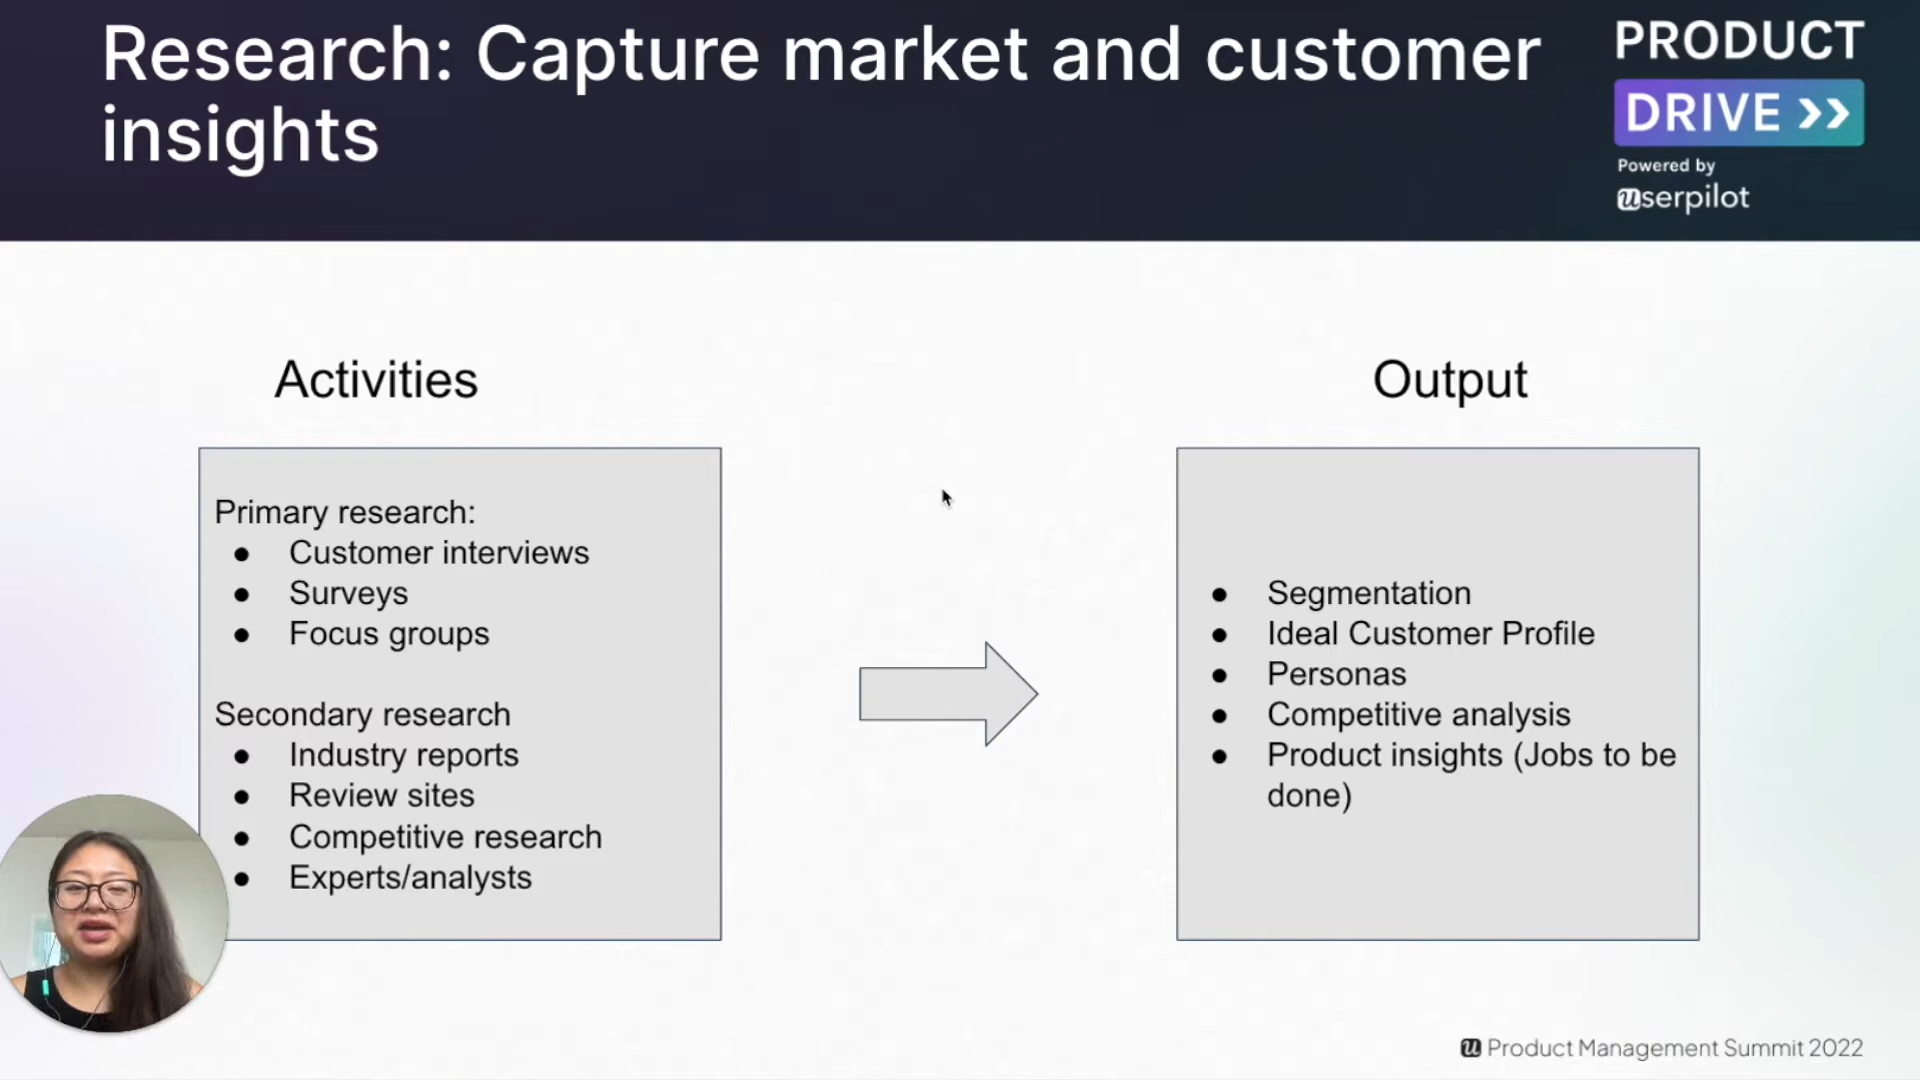 Research: Capture market and customer
insights
PRODUCT
DRIVE >>
Powered by
userpilot
Activities
Output
Primary research:
● Customer interviews
● Surveys
● Focus groups
Secondary research
● Industry reports
● Review sites
● Competitive research
● Experts/analysts
● Segmentation
● Ideal Customer Profile
● Personas
● Competitive analysis
● Product insights (Jobs to be
done)
u Product Management Summit 2022